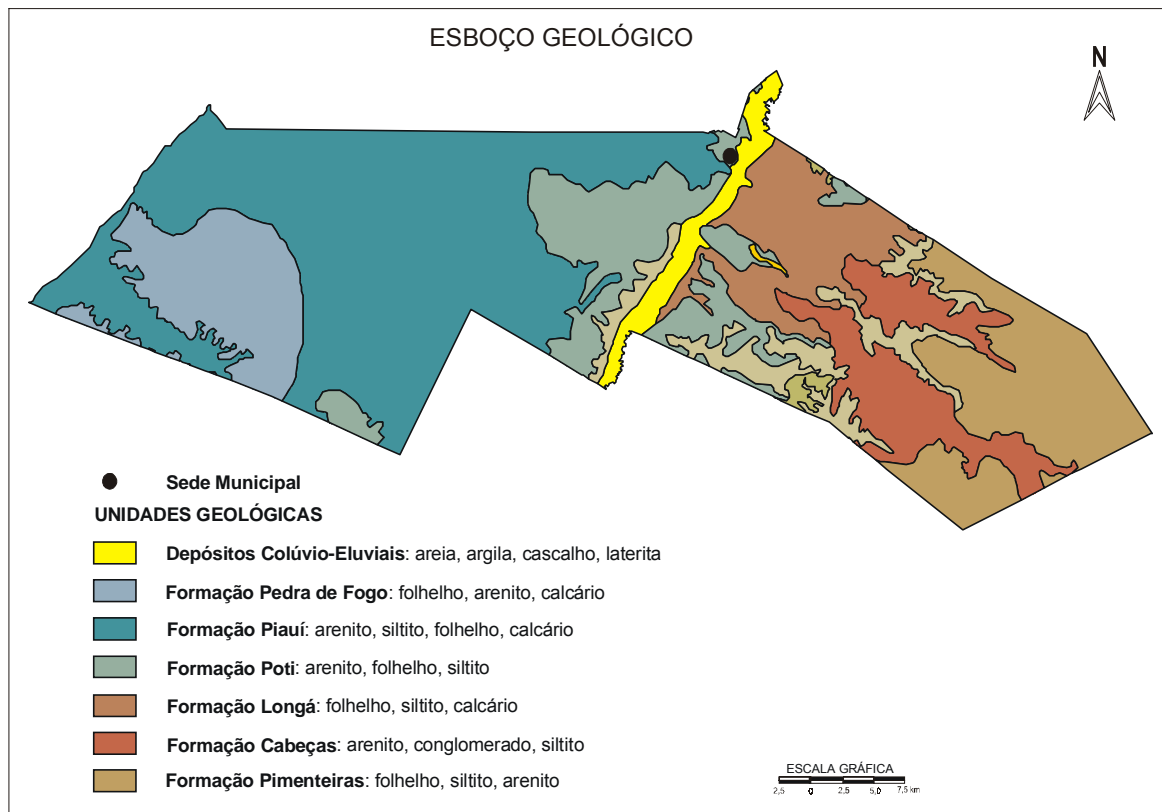 ESBOÇO GEOLÓGICO
N
Sede Municipal
UNIDADES GEOLÓGICAS
Depósitos Colúvio-Eluviais: areia, argila, cascalho, laterita
Formação Pedra de Fogo: folhelho, arenito, calcário
Formação Piauí: arenito, siltito, folhelho, calcário
Formação Poti: arenito, folhelho, siltito
Formação Longá: folhelho, siltito, calcário
Formação Cabeças: arenito, conglomerado, siltito
Formação Pimenteiras: folhelho, siltito, arenito
ESCALA GRÁFICA
2,5 0 2,5 5,0 7,5 km